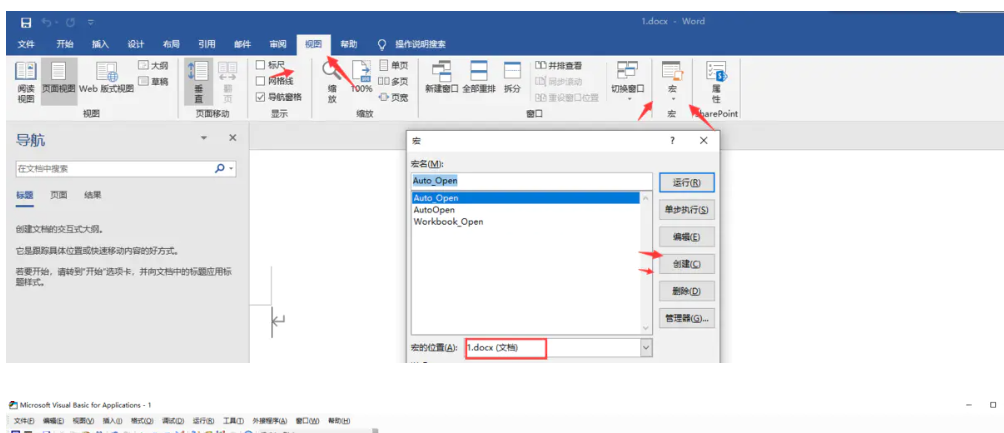 1.docx - Word
文件 开始 插入 设计 布局 引用 邮件 审阅 视图 帮助 操作说明搜索
大纲 标尺 单页 并排查看
阅读 页面视图 Web 版式视图 草稿 垂 翻 网格线 缩 100% 多页 新建窗口 全部重排 拆分 同步滚动 切换窗口 宏 属
视图 直 页 导航窗格 放 页宽 重设窗口位置 性
视图 页面移动 显示 缩放 窗口 宏 SharePoint
导航
在文档中搜索
标题 页面 结果
创建文档的交互式大纲。
它是跟踪具体位置或快速移动内容的好方式。
若要开始，请转到“开始”选项卡，并向文档中的标题应用标
题样式。
宏
宏名(M):
Auto_Open
Auto_Open
AutoOpen
Workbook_Open
运行(R)
单步执行(S)
编辑(E)
创建(C)
删除(D)
管理器(G)...
宏的位置(A): 1.docx (文档)
Microsoft Visual Basic for Applications - 1
文件(F) 编辑(E) 视图(V) 插入(I) 格式(O) 调试(D) 运行(R) 工具(T) 外接程序(A) 窗口(W) 帮助(H)